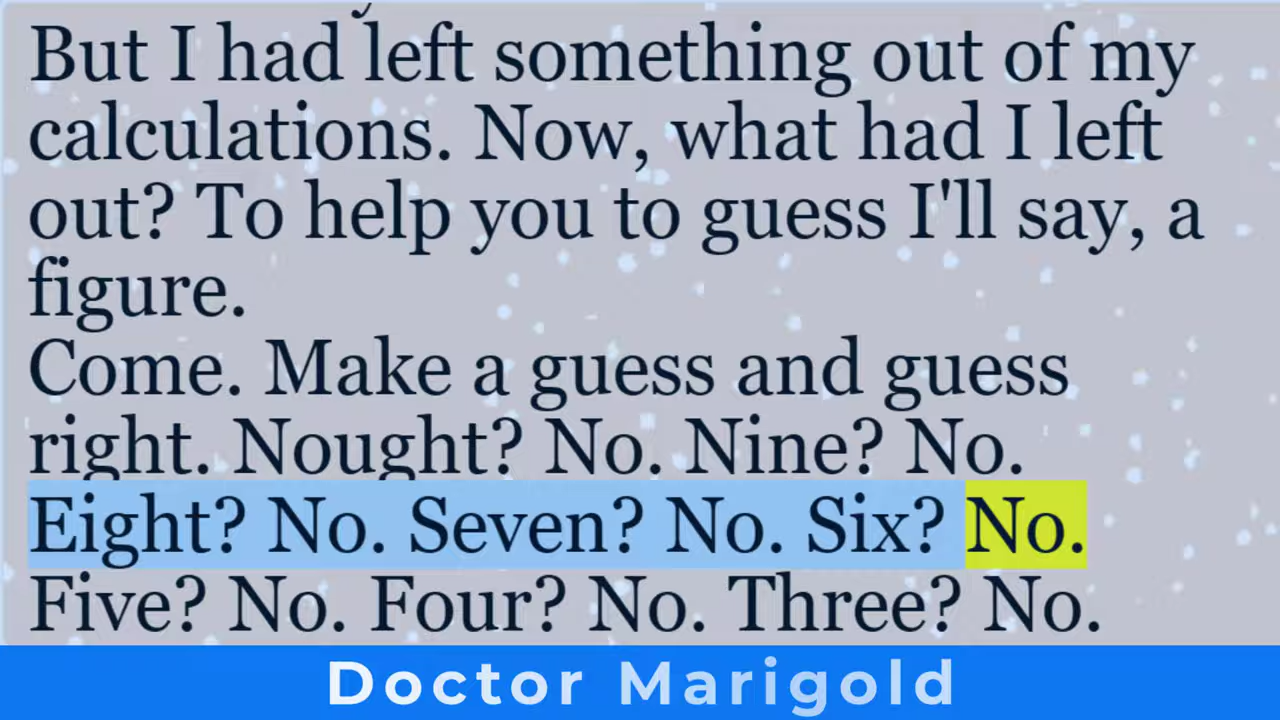 But I had left something out of my
calculations. Now, what had I left
out? To help you to guess I'll say, a
figure.
Come. Make a guess and guess
right. Nought? No. Nine? No.
Eight? No. Seven? No. Six? No.
Five? No. Four? No. Three? No.
Doctor Marigold